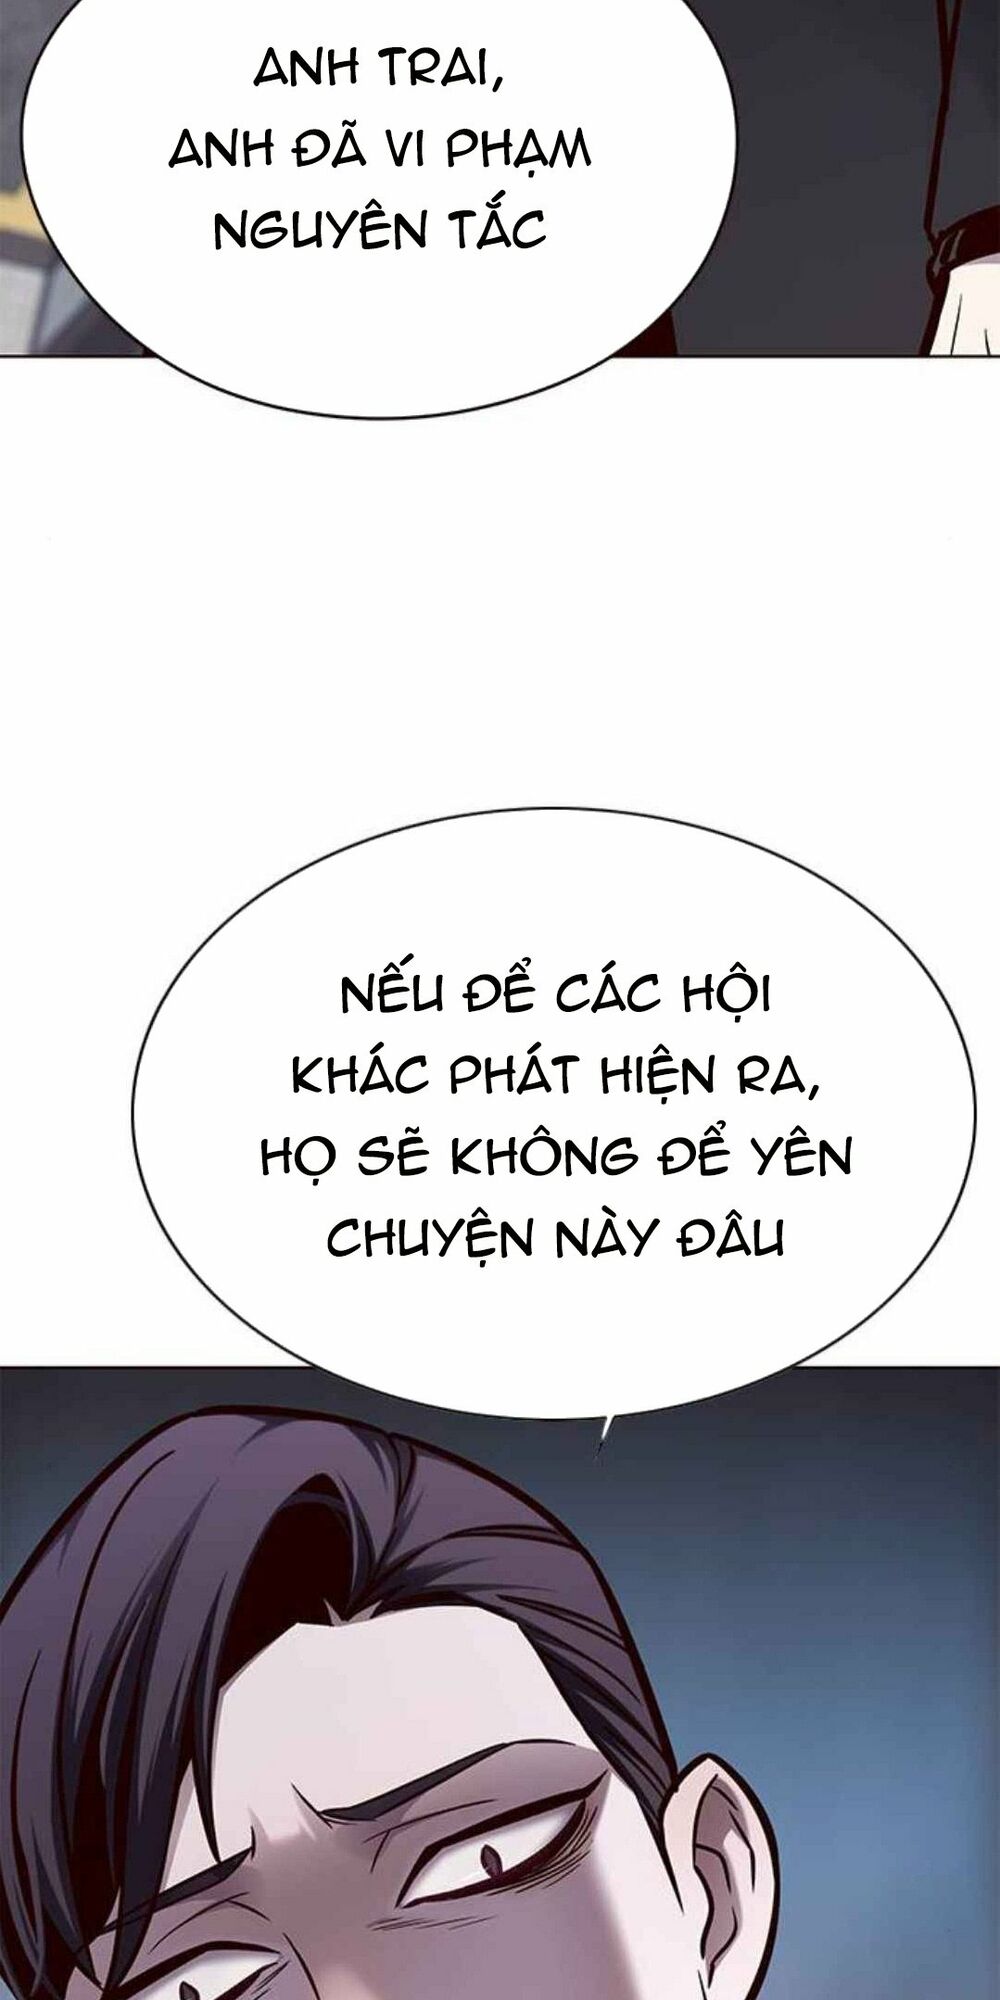 ANH TRAI,
ANH ĐÃ VI PHẠM
NGUYÊN TẮC
NẾU ĐỂ CÁC HỘI
KHÁC PHÁT HIỆN RA,
HỌ SẼ KHÔNG ĐỂ YÊN
CHUYỆN NÀY ĐÂU